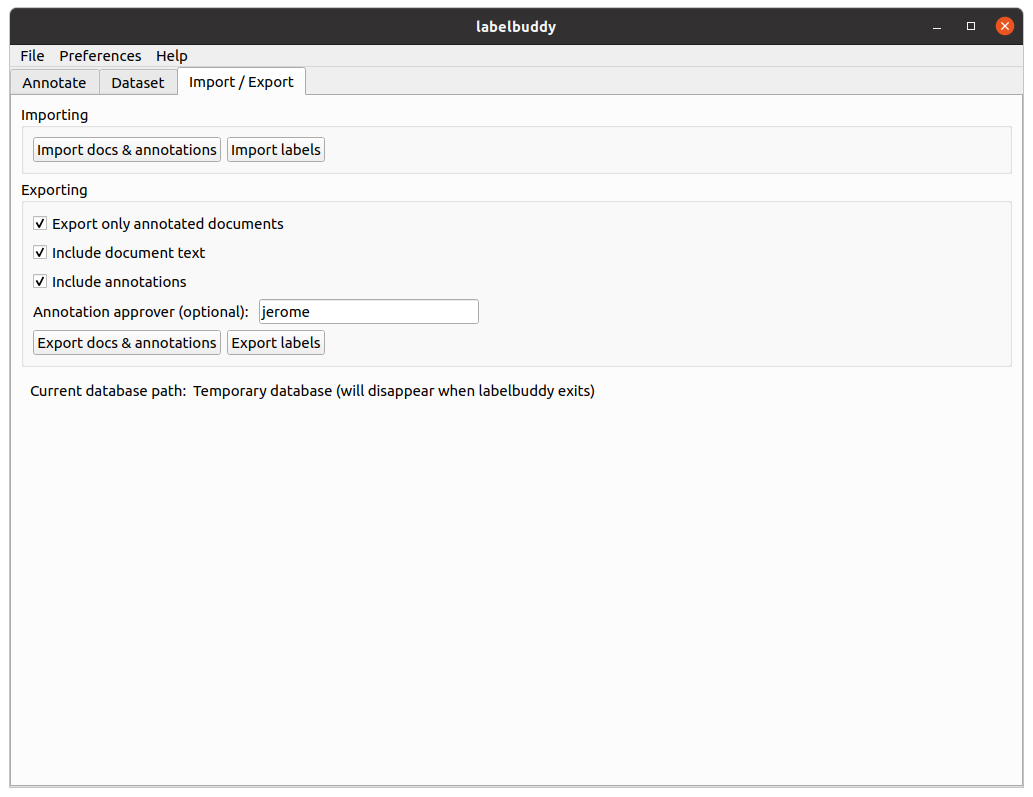 labelbuddy
File Preferences Help
Annotate Dataset Import / Export
Importing
Import docs & annotations Import labels
Exporting
Export only annotated documents
Include document text
Include annotations
Annotation approver (optional): jerome
Export docs & annotations Export labels
Current database path: Temporary database (will disappear when labelbuddy exits)